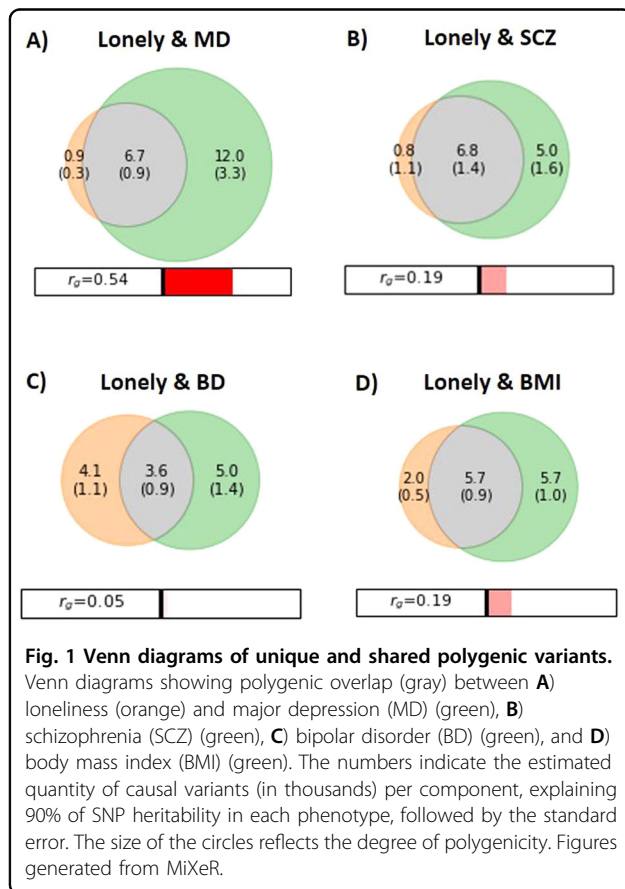 A) Lonely & MD
0.9 (0.3)
6.7 (0.9)
12.0 (3.3)
rg=0.54
B) Lonely & SCZ
0.8 (1.1)
6.8 (1.4)
5.0 (1.6)
rg=0.19
C) Lonely & BD
4.1 (1.1)
3.6 (0.9)
5.0 (1.4)
rg=0.05
D) Lonely & BMI
2.0 (0.5)
5.7 (0.9)
5.7 (1.0)
rg=0.19
Fig. 1 Venn diagrams of unique and shared polygenic variants.
Venn diagrams showing polygenic overlap (gray) between A)
loneliness (orange) and major depression (MD) (green), B)
schizophrenia (SCZ) (green), C) bipolar disorder (BD) (green), and D)
body mass index (BMI) (green). The numbers indicate the estimated
quantity of causal variants (in thousands) per component, explaining
90% of SNP heritability in each phenotype, followed by the standard
error. The size of the circles reflects the degree of polygenicity. Figures
generated from MiXeR.